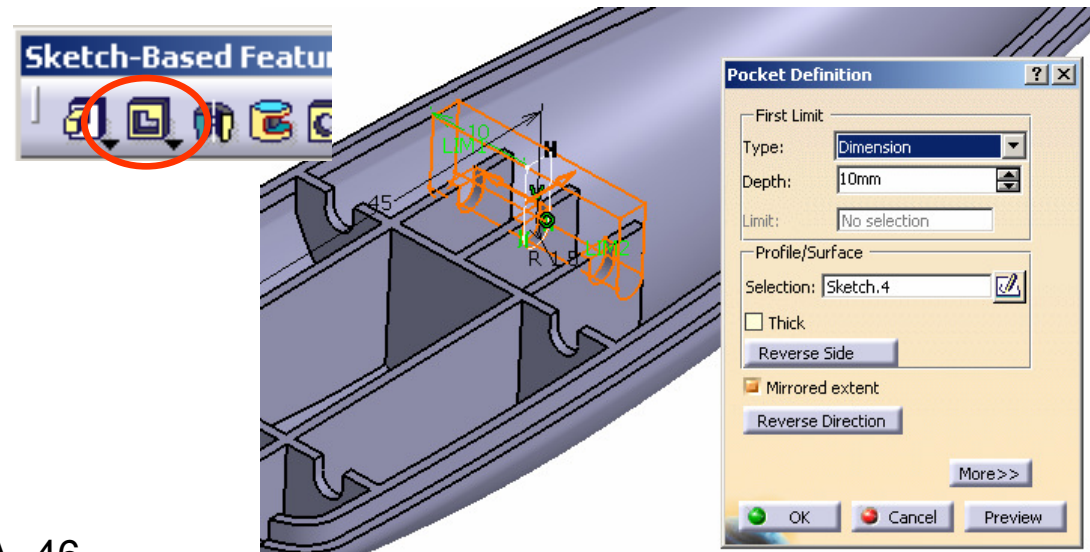 Sketch-Based Featu
Pocket Definition
First Limit
Type: Dimension
Depth: 10mm
Limit: No selection
Profile/Surface
Selection: Sketch.4
Thick
Reverse Side
Mirrored extent
Reverse Direction
More>>
OK Cancel Preview
10
LIM1
H
45
V
R 1.5
LIM2
46